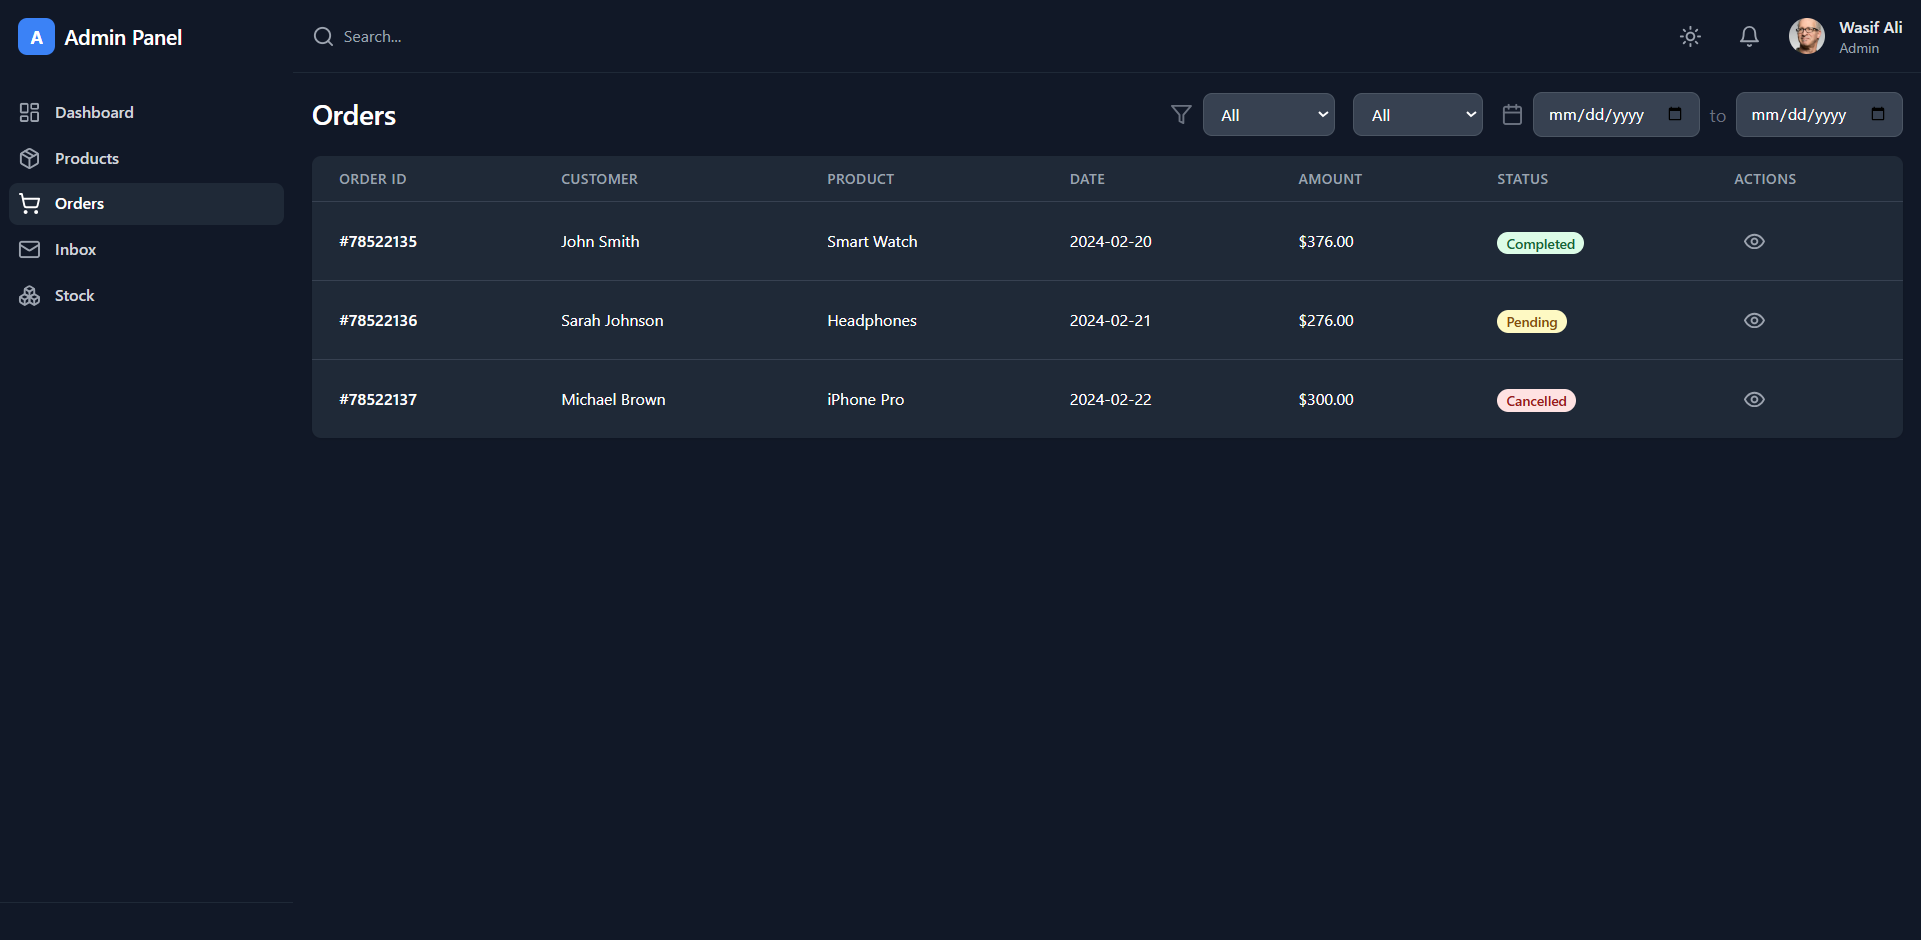 A Admin Panel
Search...
Wasif Ali
Admin
Dashboard
Products
Orders
Inbox
Stock
Orders
All All mm/dd/yyyy to mm/dd/yyyy
ORDER ID CUSTOMER PRODUCT DATE AMOUNT STATUS ACTIONS
#78522135 John Smith Smart Watch 2024-02-20 $376.00 Completed
#78522136 Sarah Johnson Headphones 2024-02-21 $276.00 Pending
#78522137 Michael Brown iPhone Pro 2024-02-22 $300.00 Cancelled